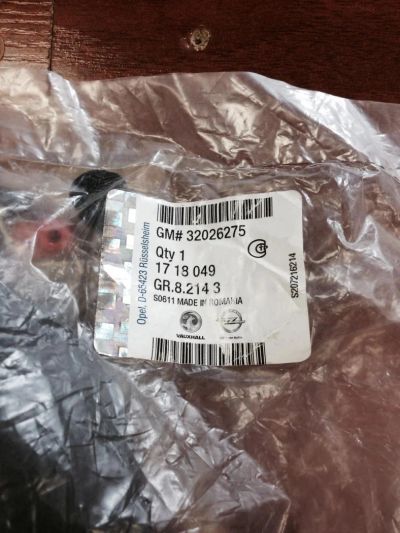 GM# 32026275
Qty 1
17 18 049
GR.8.214 3
S0611 MADE IN ROMANIA
VAUXHALL
Opel, D-65423 Rüsselsheim
S207216214